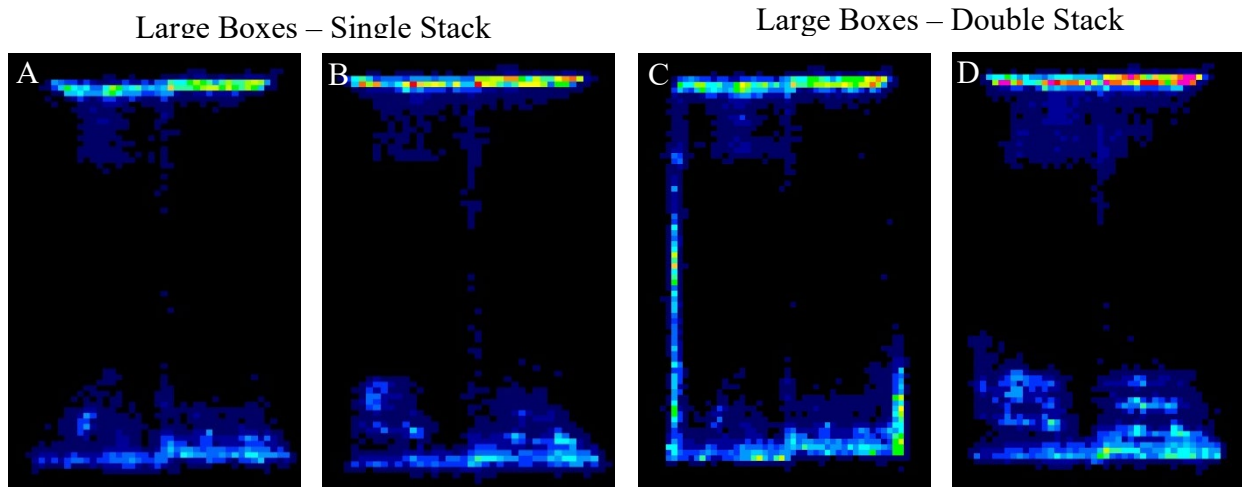 Large Boxes – Single Stack
Large Boxes – Double Stack
A
B
C
D